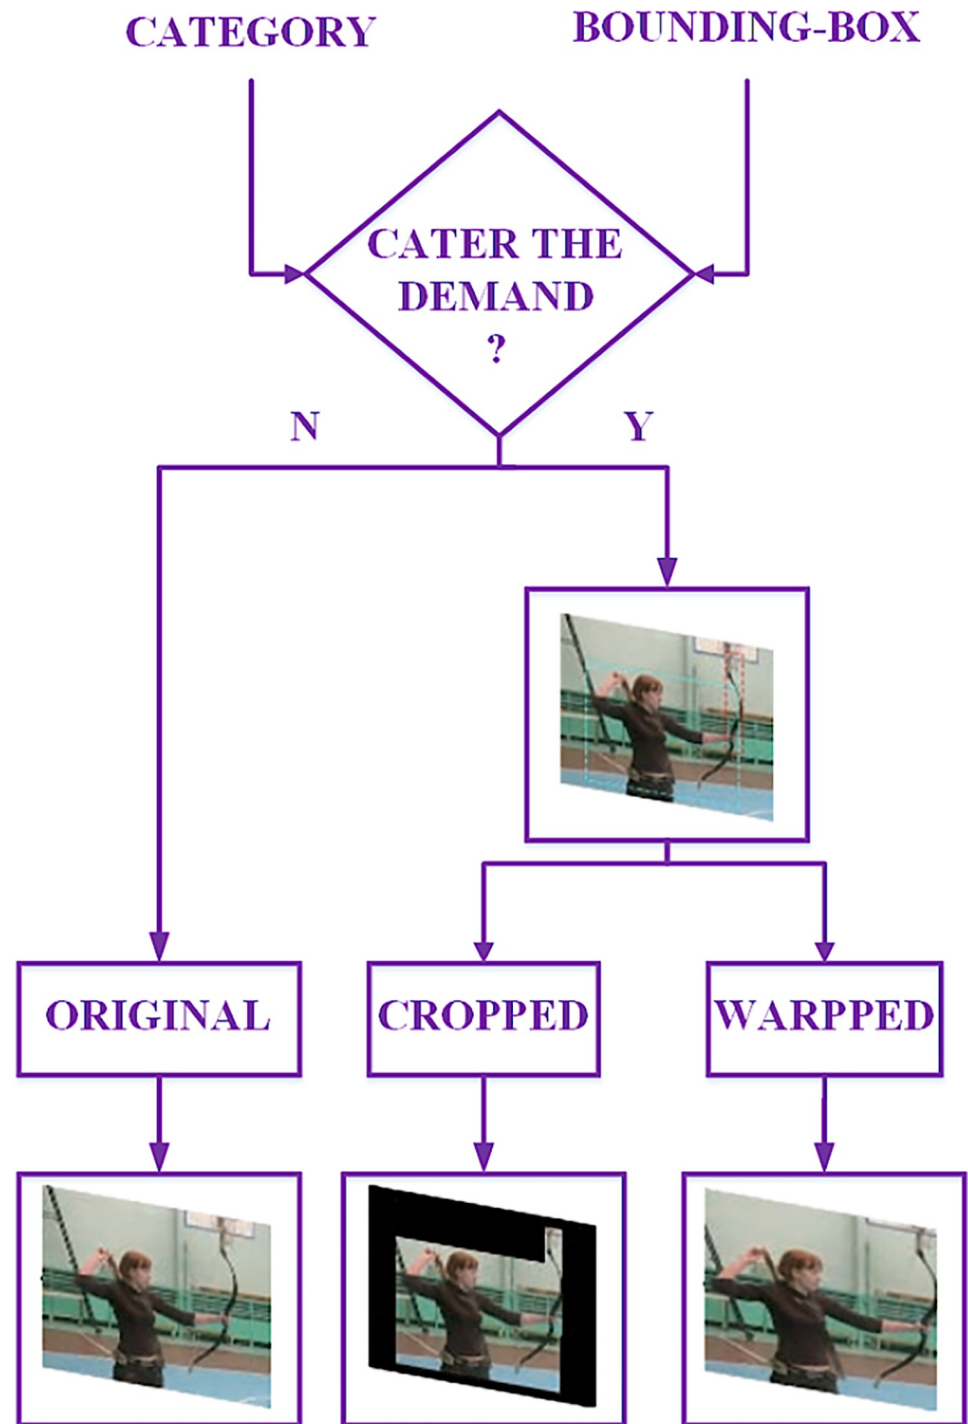 CATEGORY
BOUNDING-BOX
CATER THE
DEMAND
?
N
Y
ORIGINAL
CROPPED
WARPPED